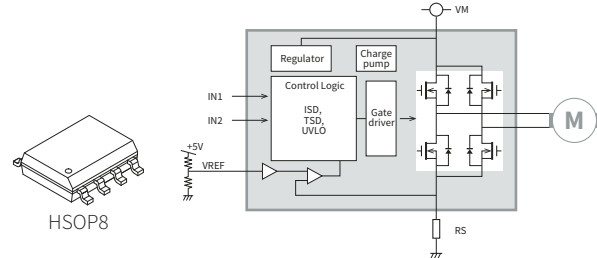 VM
Regulator
Charge
pump
Control Logic
IN1
IN2
ISD,
TSD,
UVLO
Gate
driver
M
+5V
VREF
HSOP8
RS